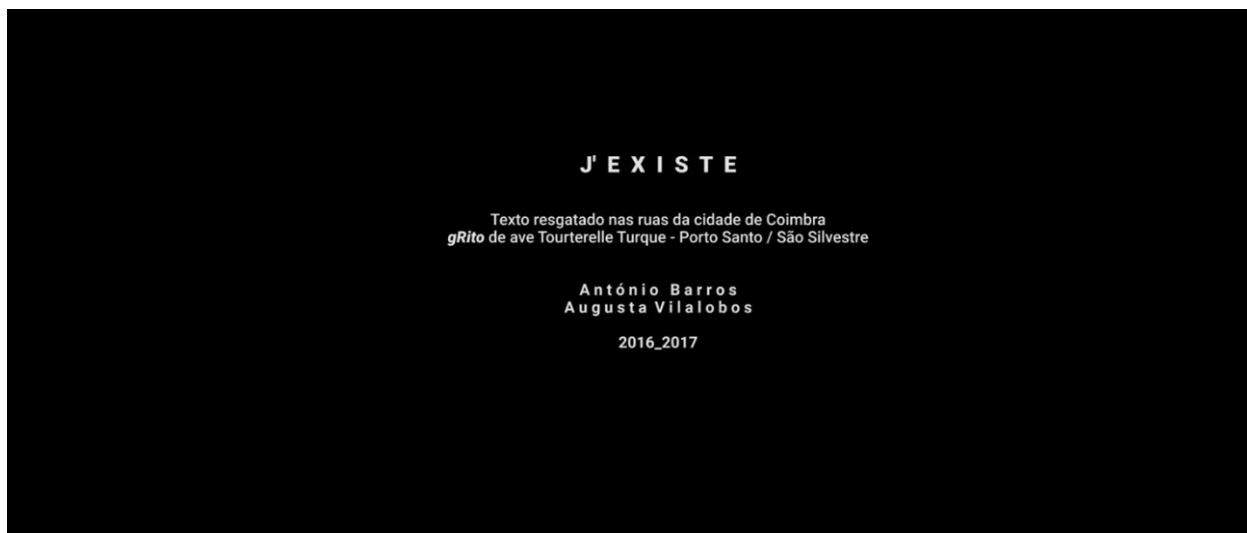 J' E X I S T E
Texto resgatado nas ruas da cidade de Coimbra
gRito de ave Tourterelle Turque - Porto Santo / São Silvestre
António Barros
Augusta Vilalobos
2016_2017